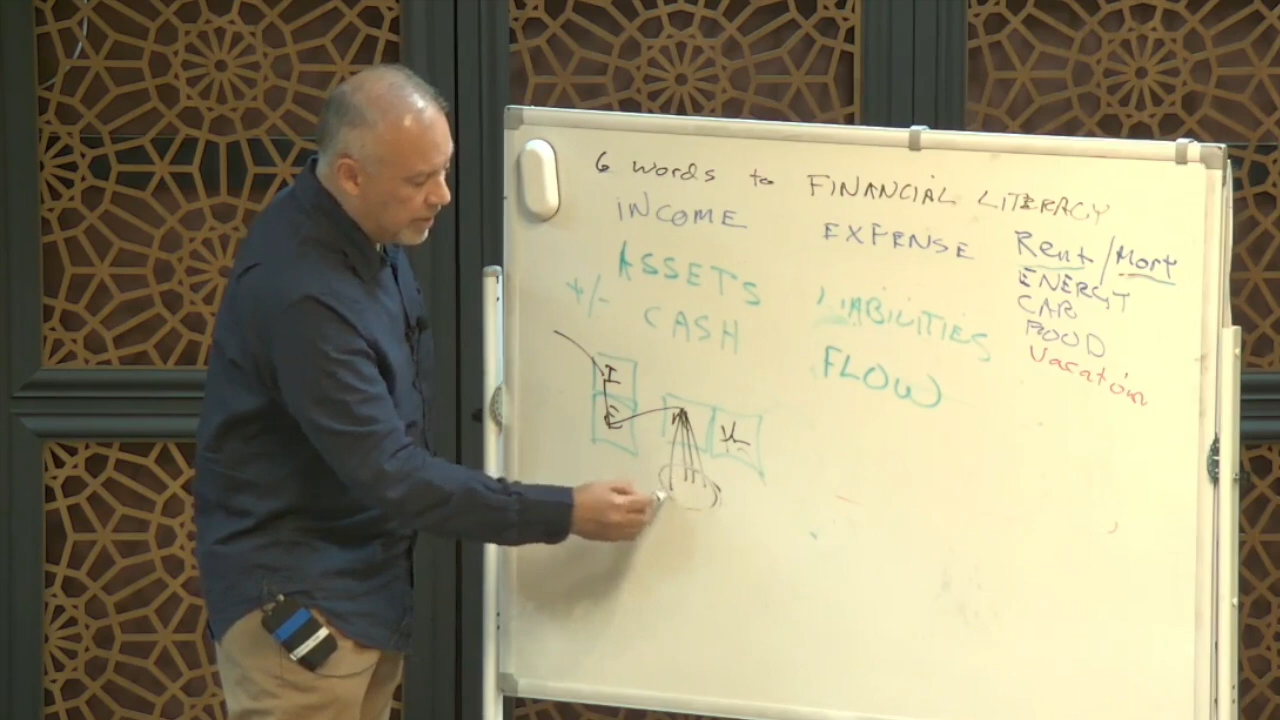 6 words to FINANCIAL LITERACY
INCOME EXPENSE Rent/Mort
ASSETS LIABILITIES ENERGY
+/- CASH FLOW CAR
FOOD
Vacation
I
E